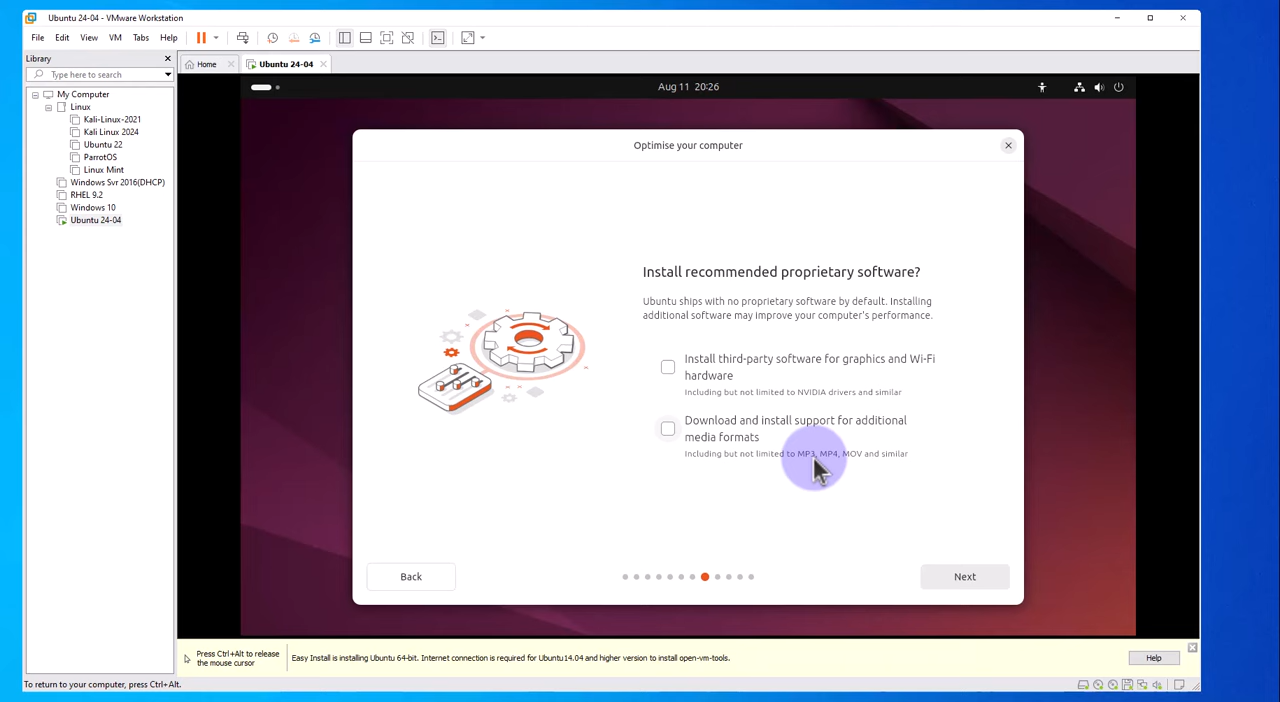 Ubuntu 24-04 - VMware Workstation
File Edit View VM Tabs Help
Library
Type here to search
My Computer
Linux
Kali-Linux-2021
Kali Linux 2024
Ubuntu 22
ParrotOS
Linux Mint
Windows Svr 2016(DHCP)
RHEL 9.2
Windows 10
Ubuntu 24-04
Home
Ubuntu 24-04
Aug 11 20:26
Optimise your computer
Install recommended proprietary software?
Ubuntu ships with no proprietary software by default. Installing
additional software may improve your computer's performance.
Install third-party software for graphics and Wi-Fi
hardware
Including but not limited to NVIDIA drivers and similar
Download and install support for additional
media formats
Including but not limited to MP3, MP4, MOV and similar
Back
Next
Press Ctrl+Alt to release
the mouse cursor
Easy Install is installing Ubuntu 64-bit. Internet connection is required for Ubuntu14.04 and higher version to install open-vm-tools.
Help
To return to your computer, press Ctrl+Alt.